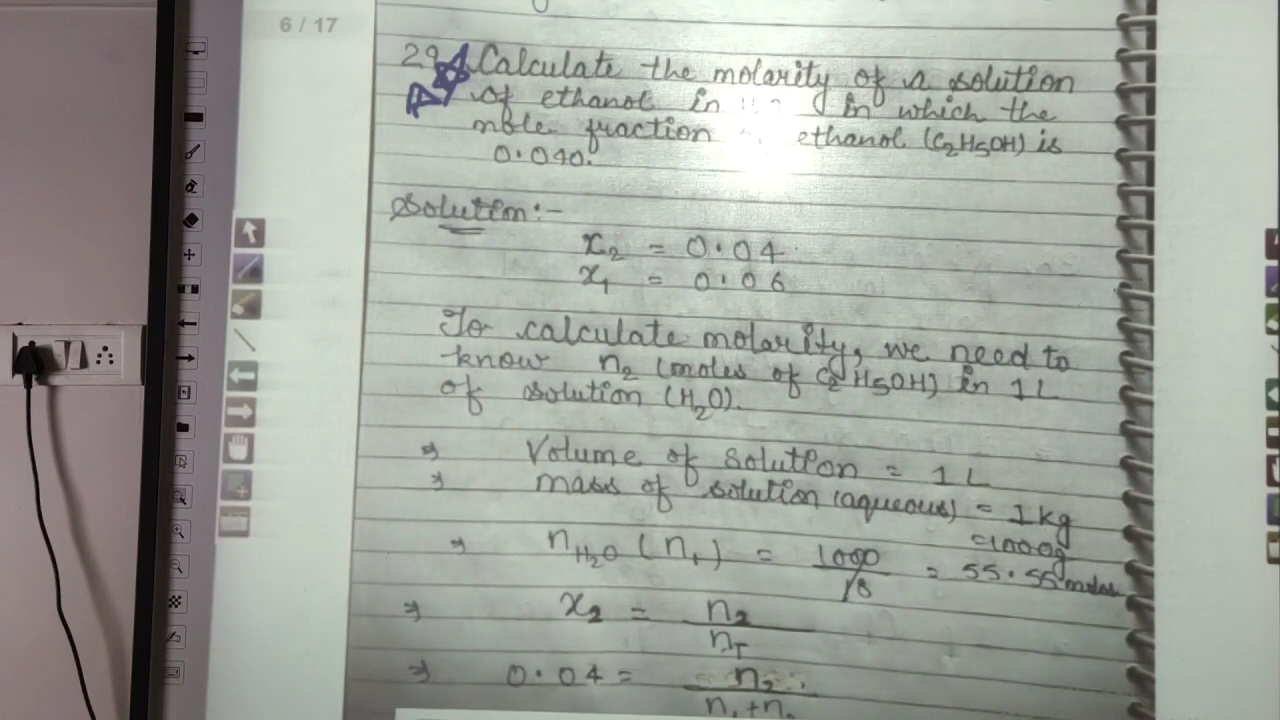 6 / 17
29. Calculate the molarity of a solution
of ethanol in in which the
mole fraction ethanol (C₂H₅OH) is
0.040.
Solution:-
x₂ = 0.04
x₁ = 0.06
To calculate molarity, we need to
know n₂ (moles of C₂H₅OH) in 1L
of solution (H₂O).
⇒ Volume of solution = 1L
⇒ mass of solution (aqueous) = 1kg
=1000g
⇒ n H₂O (n₁) = 1000/18 = 55.55 moles
⇒ x₂ = n₂/nT
⇒ 0.04 = n₂/n₁+n₂